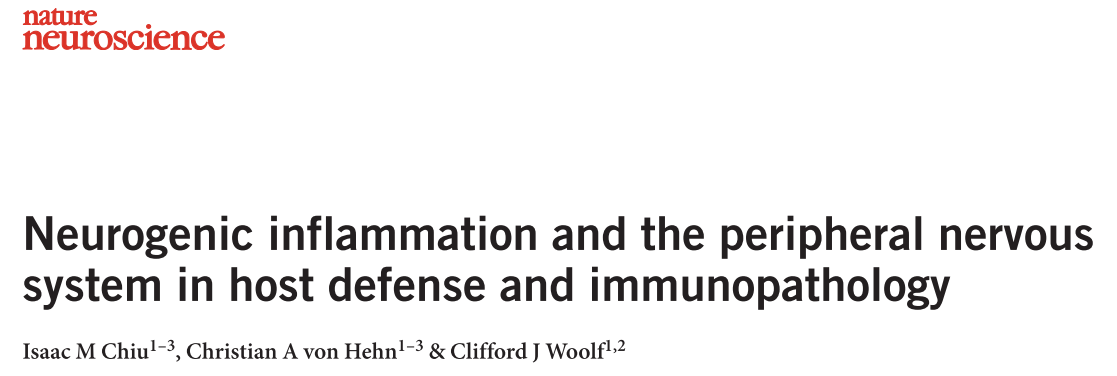 nature
neuroscience
Neurogenic inflammation and the peripheral nervous
system in host defense and immunopathology
Isaac M Chiu1–3, Christian A von Hehn1–3 & Clifford J Woolf1,2